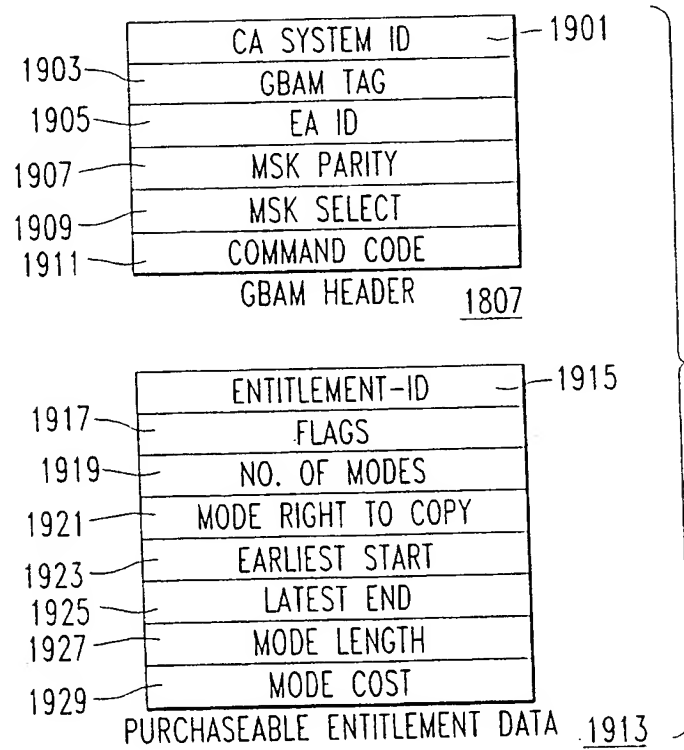 CA SYSTEM ID 1901
1903 GBAM TAG
1905 EA ID
1907 MSK PARITY
1909 MSK SELECT
1911 COMMAND CODE
GBAM HEADER 1807
ENTITLEMENT-ID 1915
1917 FLAGS
1919 NO. OF MODES
1921 MODE RIGHT TO COPY
1923 EARLIEST START
1925 LATEST END
1927 MODE LENGTH
1929 MODE COST
PURCHASEABLE ENTITLEMENT DATA 1913